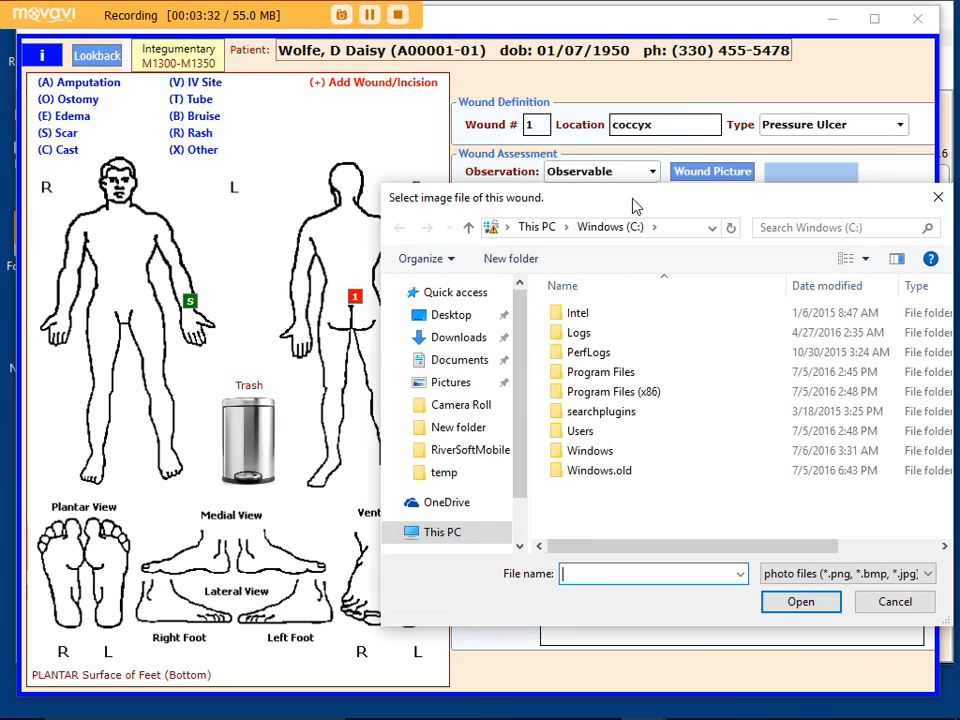 movavi
Recording [00:03:32 / 55.0 MB]
i
Lookback
Integumentary
M1300-M1350
Patient:
Wolfe, D Daisy (A00001-01) dob: 01/07/1950 ph: (330) 455-5478
(A) Amputation
(V) IV Site
(+) Add Wound/Incision
(O) Ostomy
(T) Tube
(E) Edema
(B) Bruise
(S) Scar
(R) Rash
(C) Cast
(X) Other
R
L
S
1
Trash
Plantar View
Medial View
Vent
Lateral View
Right Foot
Left Foot
R
L
R
L
PLANTAR Surface of Feet (Bottom)
Wound Definition
Wound # 1 Location coccyx Type Pressure Ulcer
Wound Assessment
Observation: Observable Wound Picture
Select image file of this wound.
This PC > Windows (C:) >
Search Windows (C:)
Organize
New folder
?
Quick access
Desktop
Downloads
Documents
Pictures
Camera Roll
New folder
RiverSoftMobile
temp
OneDrive
This PC
Name Date modified Type
Intel 1/6/2015 8:47 AM File folder
Logs 4/27/2016 2:35 AM File folder
PerfLogs 10/30/2015 3:24 AM File folder
Program Files 7/5/2016 2:45 PM File folder
Program Files (x86) 7/5/2016 2:48 PM File folder
searchplugins 3/18/2015 3:25 PM File folder
Users 7/5/2016 2:48 PM File folder
Windows 7/6/2016 3:31 AM File folder
Windows.old 7/5/2016 6:43 PM File folder
File name:
photo files (*.png, *.bmp, *.jpg)
Open
Cancel